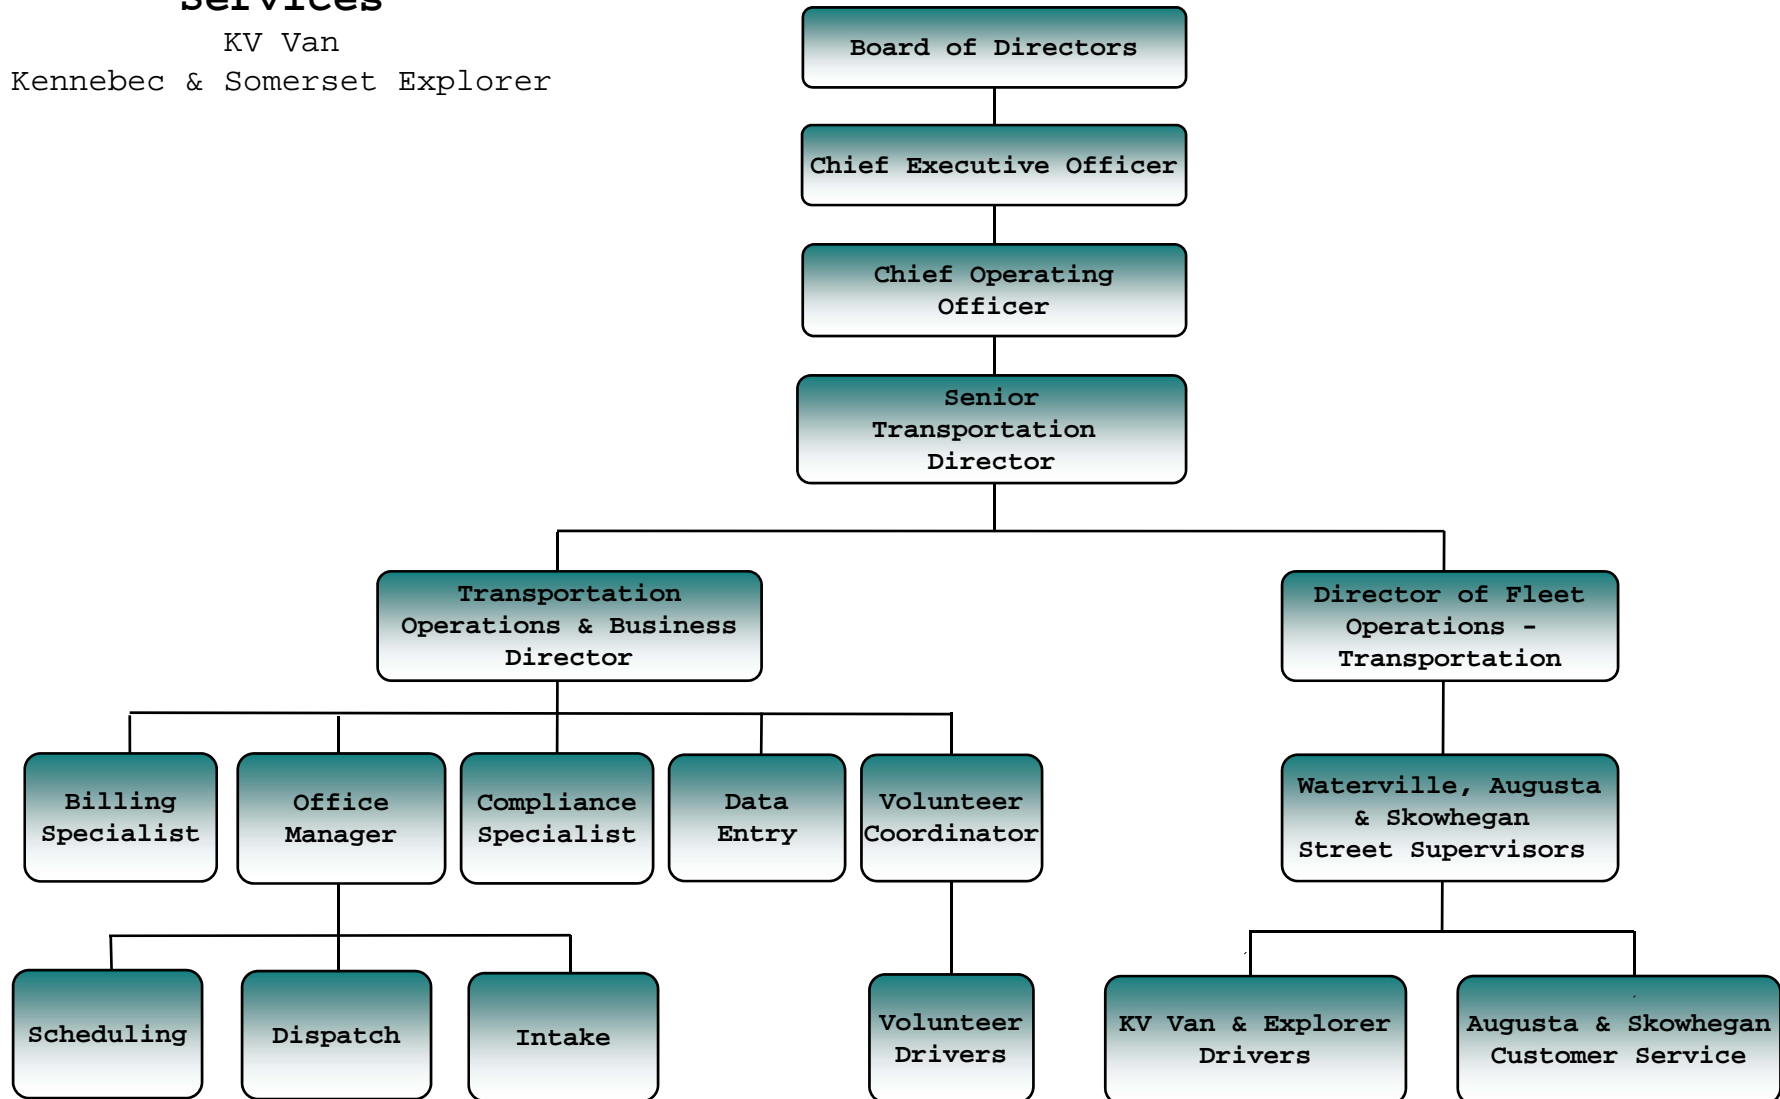 Services
KV Van
Kennebec & Somerset Explorer
Board of Directors
Chief Executive Officer
Chief Operating
Officer
Senior
Transportation
Director
Transportation
Operations & Business
Director
Director of Fleet
Operations -
Transportation
Billing
Specialist
Office
Manager
Compliance
Specialist
Data
Entry
Volunteer
Coordinator
Waterville, Augusta
& Skowhegan
Street Supervisors
Scheduling
Dispatch
Intake
Volunteer
Drivers
KV Van & Explorer
Drivers
Augusta & Skowhegan
Customer Service